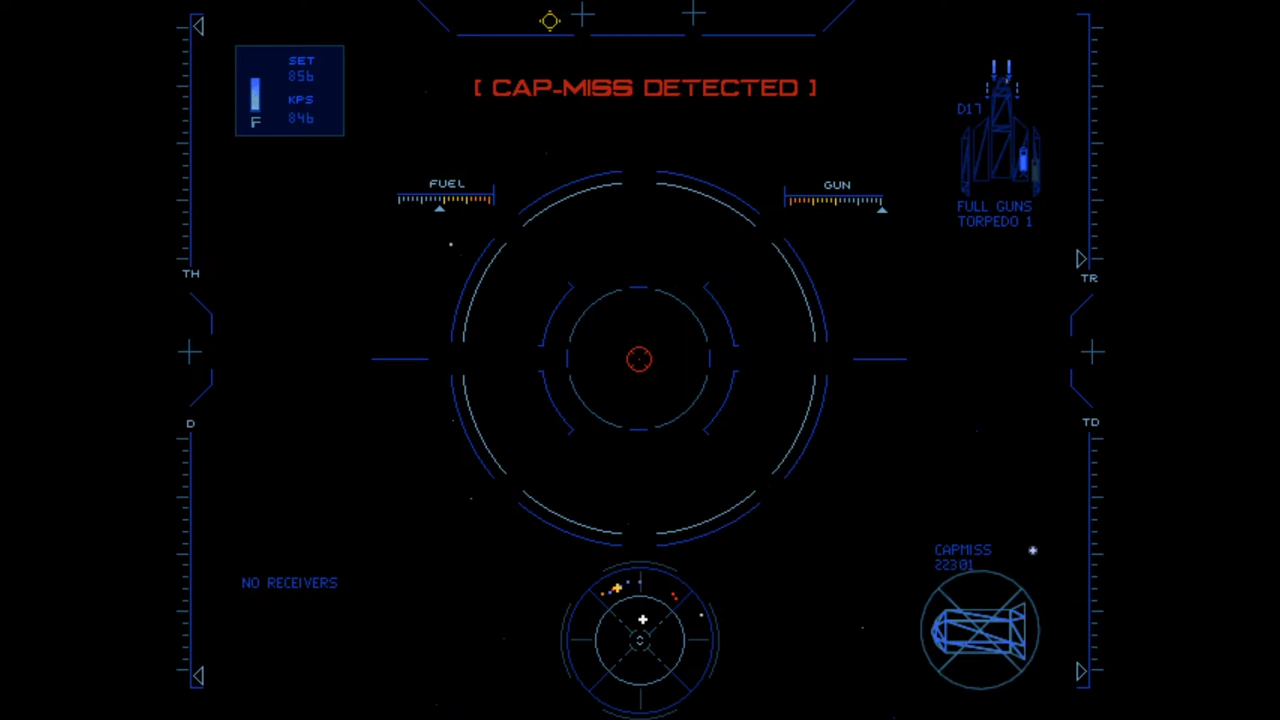 [ CAP-MISS DETECTED ]
SET
856
KPS
846
F
D17
FULL GUNS
TORPEDO 1
FUEL
GUN
TH
TR
D
TD
NO RECEIVERS
CAPMISS
22301